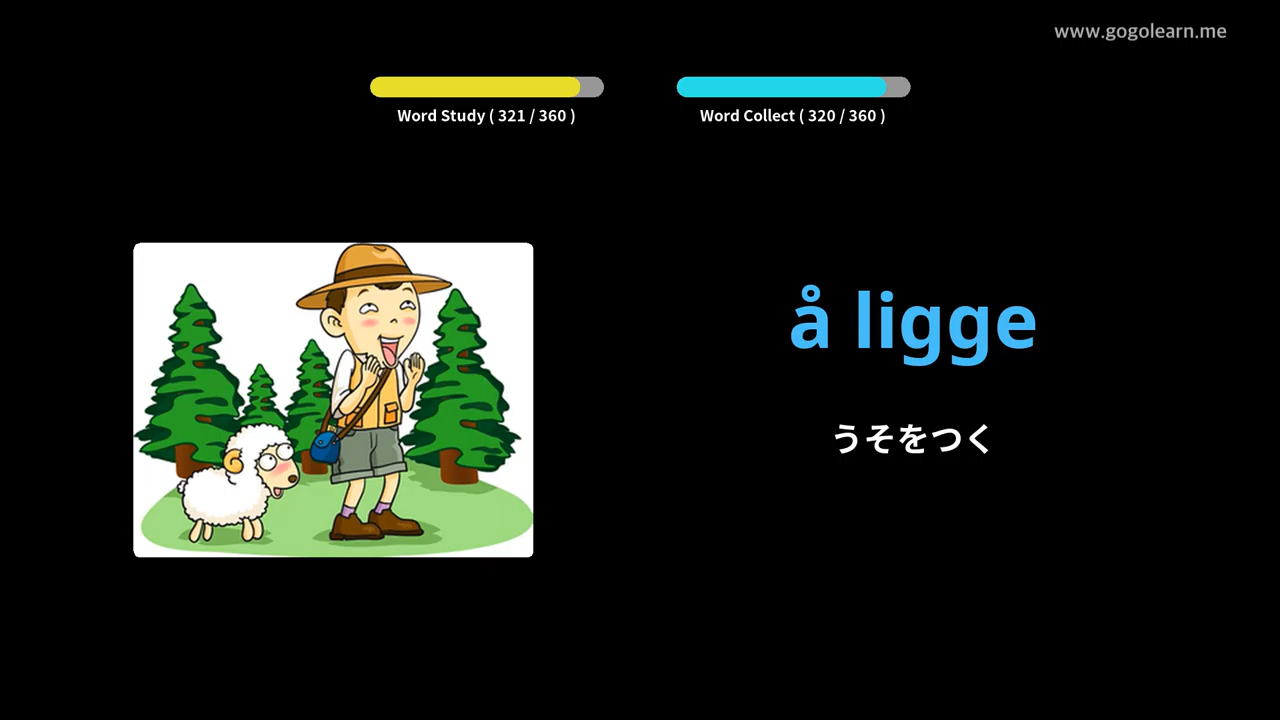 www.gogolearn.me
Word Study ( 321 / 360 )
Word Collect ( 320 / 360 )
å ligge
うそをつく